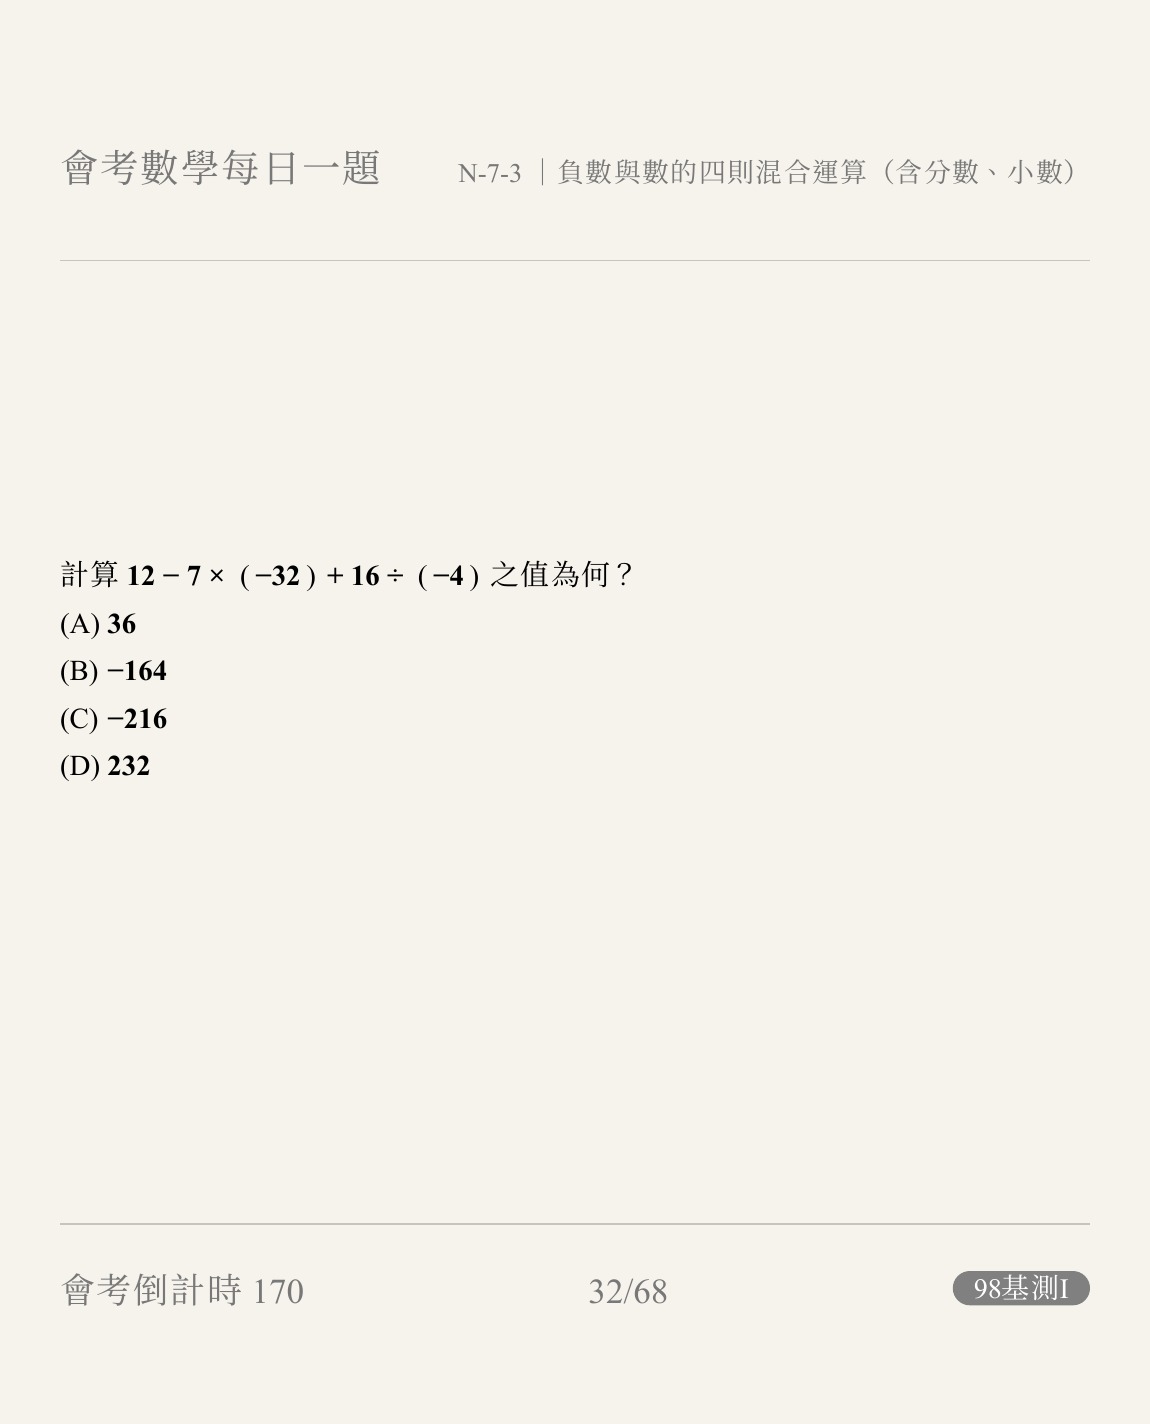 會考數學每日一題
N-7-3｜負數與數的四則混合運算（含分數、小數）
計算 12 − 7 × (−32) + 16 ÷ (−4) 之值為何？
(A) 36
(B) −164
(C) −216
(D) 232
會考倒計時 170
32/68
98基測I